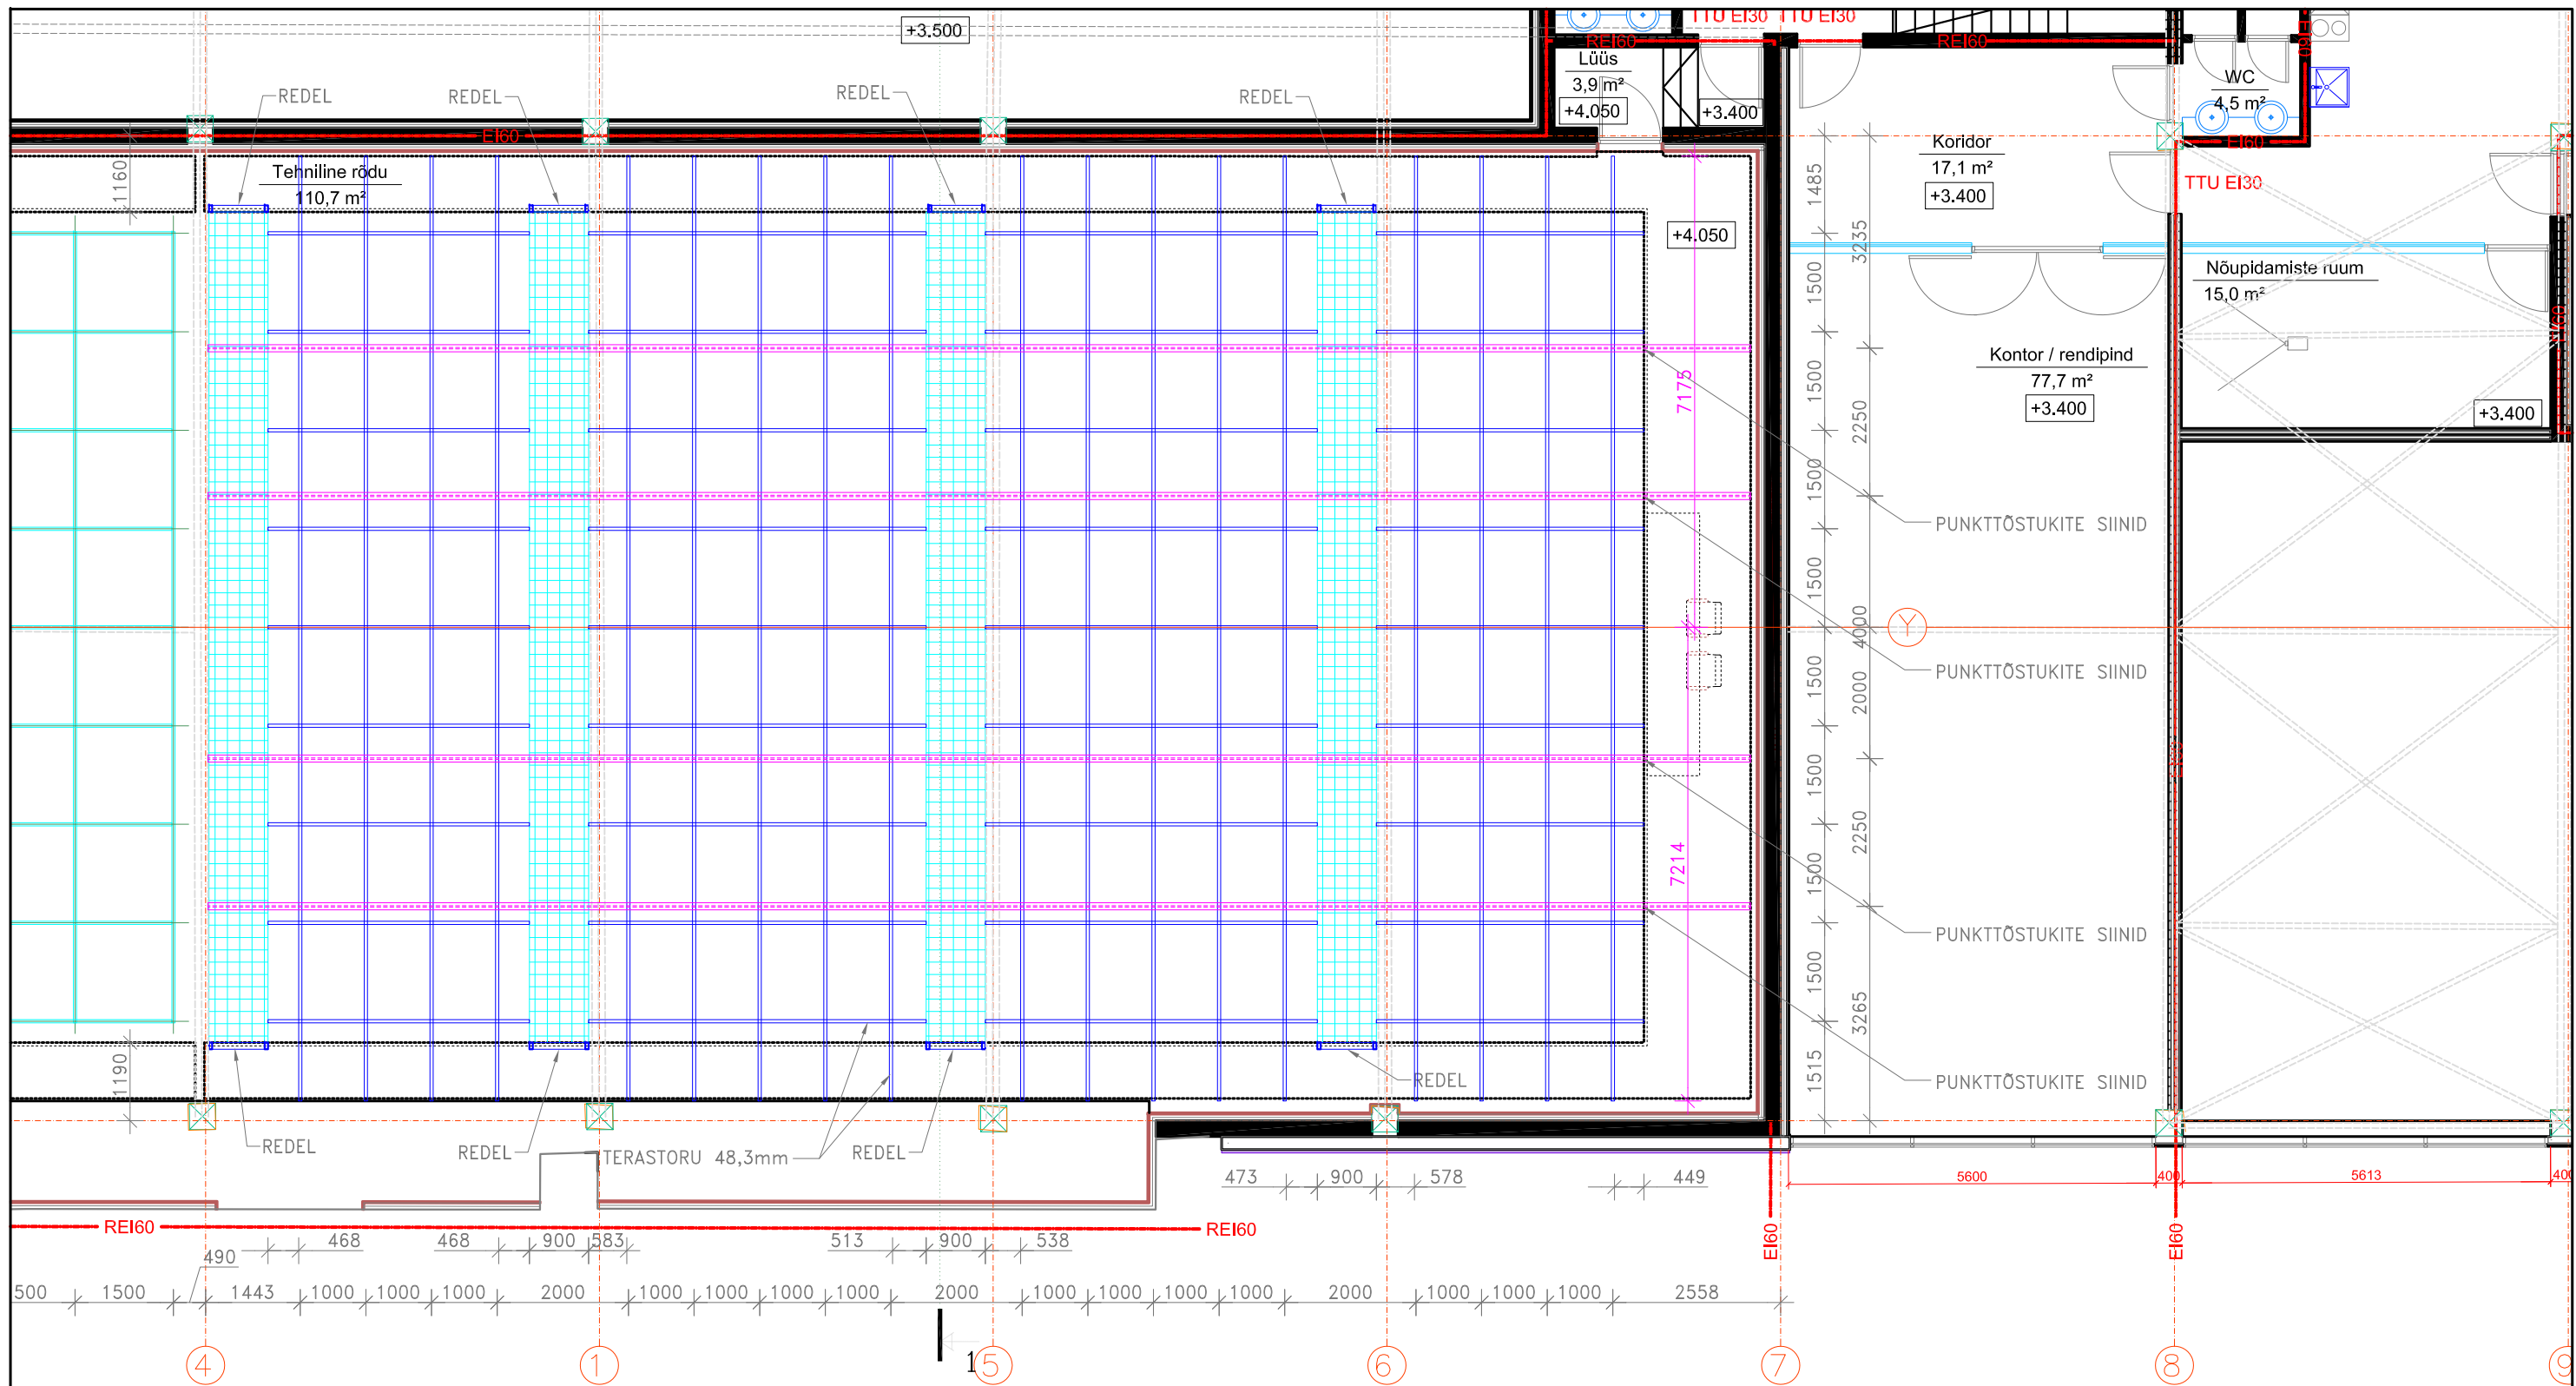 +3.500
TTU EI30 TTU EI30
REI60
REI60
EI60
Lüüs
3,9 m²
+4.050
+3.400
WC
4,5 m²
EI60
REDEL
REDEL
REDEL
REDEL
EI60
Koridor
17,1 m²
+3.400
TTU EI30
Tehniline rõdu
110,7 m²
1160
+4.050
1485
3235
1500
Nõupidamiste ruum
15,0 m²
Kontor / rendipind
77,7 m²
+3.400
+3.400
7175
1500
2250
1500
PUNKTTÕSTUKITE SIINID
1500
4000
Y
PUNKTTÕSTUKITE SIINID
1500
2000
1500
2250
7214
1500
PUNKTTÕSTUKITE SIINID
1500
3265
1515
1190
REDEL
PUNKTTÕSTUKITE SIINID
REDEL
REDEL
TERASTORU 48,3mm
REDEL
473
900
578
449
5600
400
5613
400
REI60
REI60
EI60
EI60
490
468
468
900
583
513
900
538
500
1500
1443
1000
1000
1000
2000
1000
1000
1000
1000
2000
1000
1000
1000
1000
2000
1000
1000
1000
2558
1
4
1
5
6
7
8
9